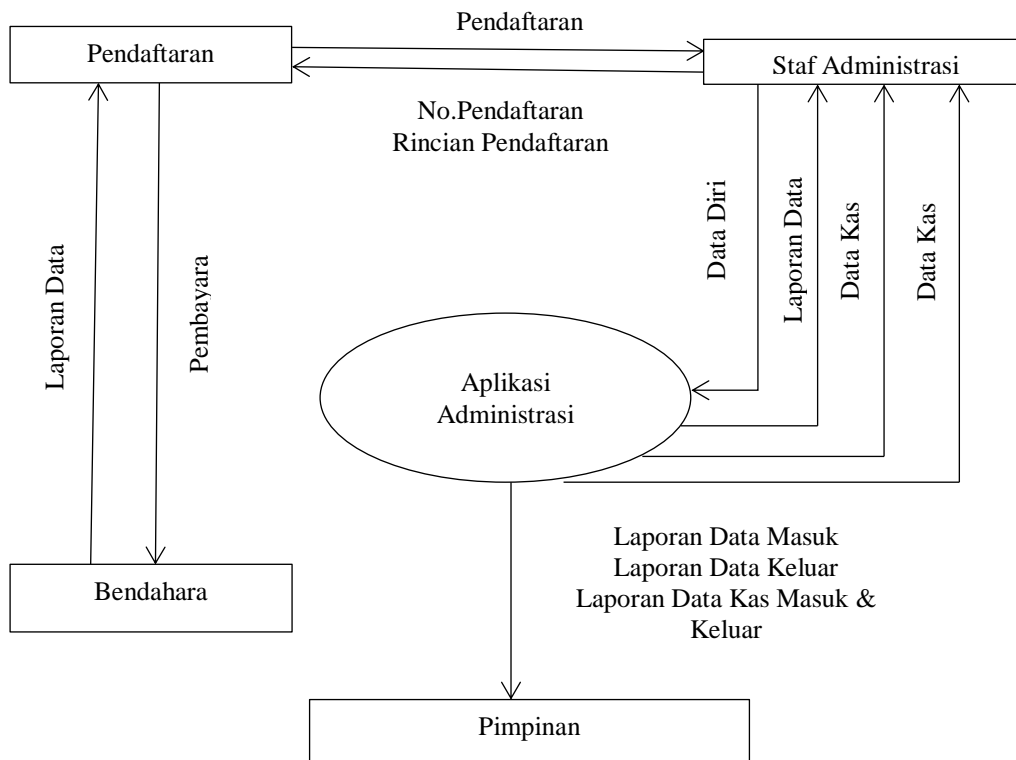 Pendaftaran
Pendaftaran
Staf Administrasi
No.Pendaftaran
Rincian Pendaftaran
Laporan Data
Pembayara
Data Diri
Laporan Data
Data Kas
Data Kas
Aplikasi
Administrasi
Laporan Data Masuk
Laporan Data Keluar
Laporan Data Kas Masuk &
Keluar
Bendahara
Pimpinan